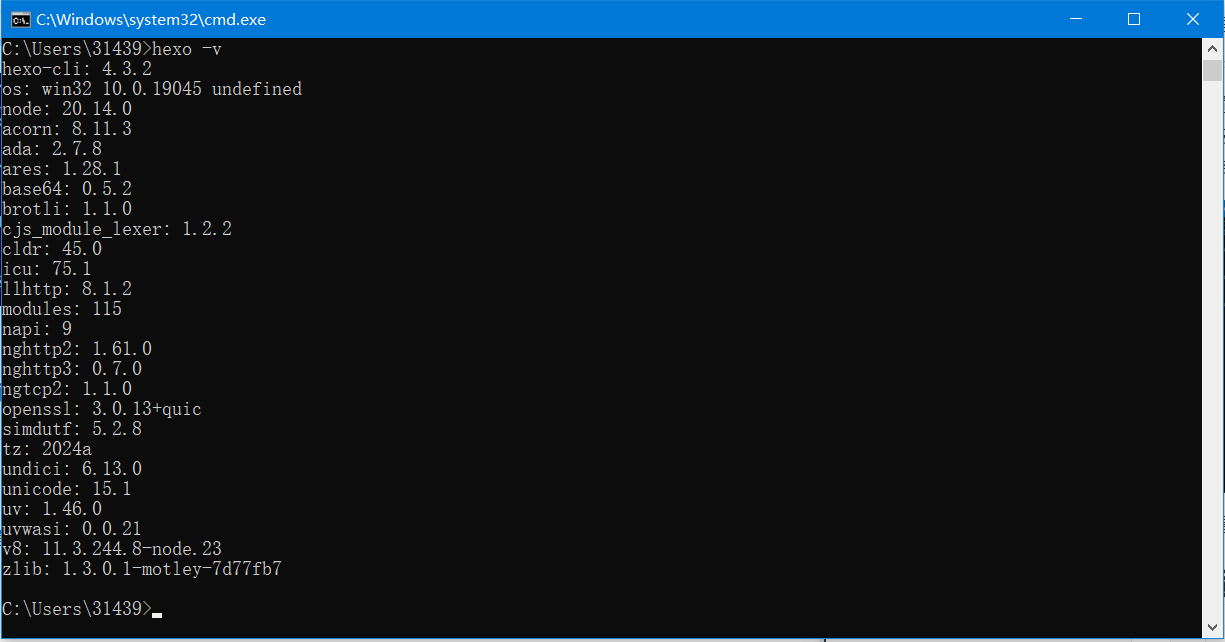 C:\Windows\system32\cmd.exe
C:\Users\31439>hexo -v
hexo-cli: 4.3.2
os: win32 10.0.19045 undefined
node: 20.14.0
acorn: 8.11.3
ada: 2.7.8
ares: 1.28.1
base64: 0.5.2
brotli: 1.1.0
cjs_module_lexer: 1.2.2
cldr: 45.0
icu: 75.1
llhttp: 8.1.2
modules: 115
napi: 9
nghttp2: 1.61.0
nghttp3: 0.7.0
ngtcp2: 1.1.0
openssl: 3.0.13+quic
simdutf: 5.2.8
tz: 2024a
undici: 6.13.0
unicode: 15.1
uv: 1.46.0
uvwasi: 0.0.21
v8: 11.3.244.8-node.23
zlib: 1.3.0.1-motley-7d77fb7
C:\Users\31439>